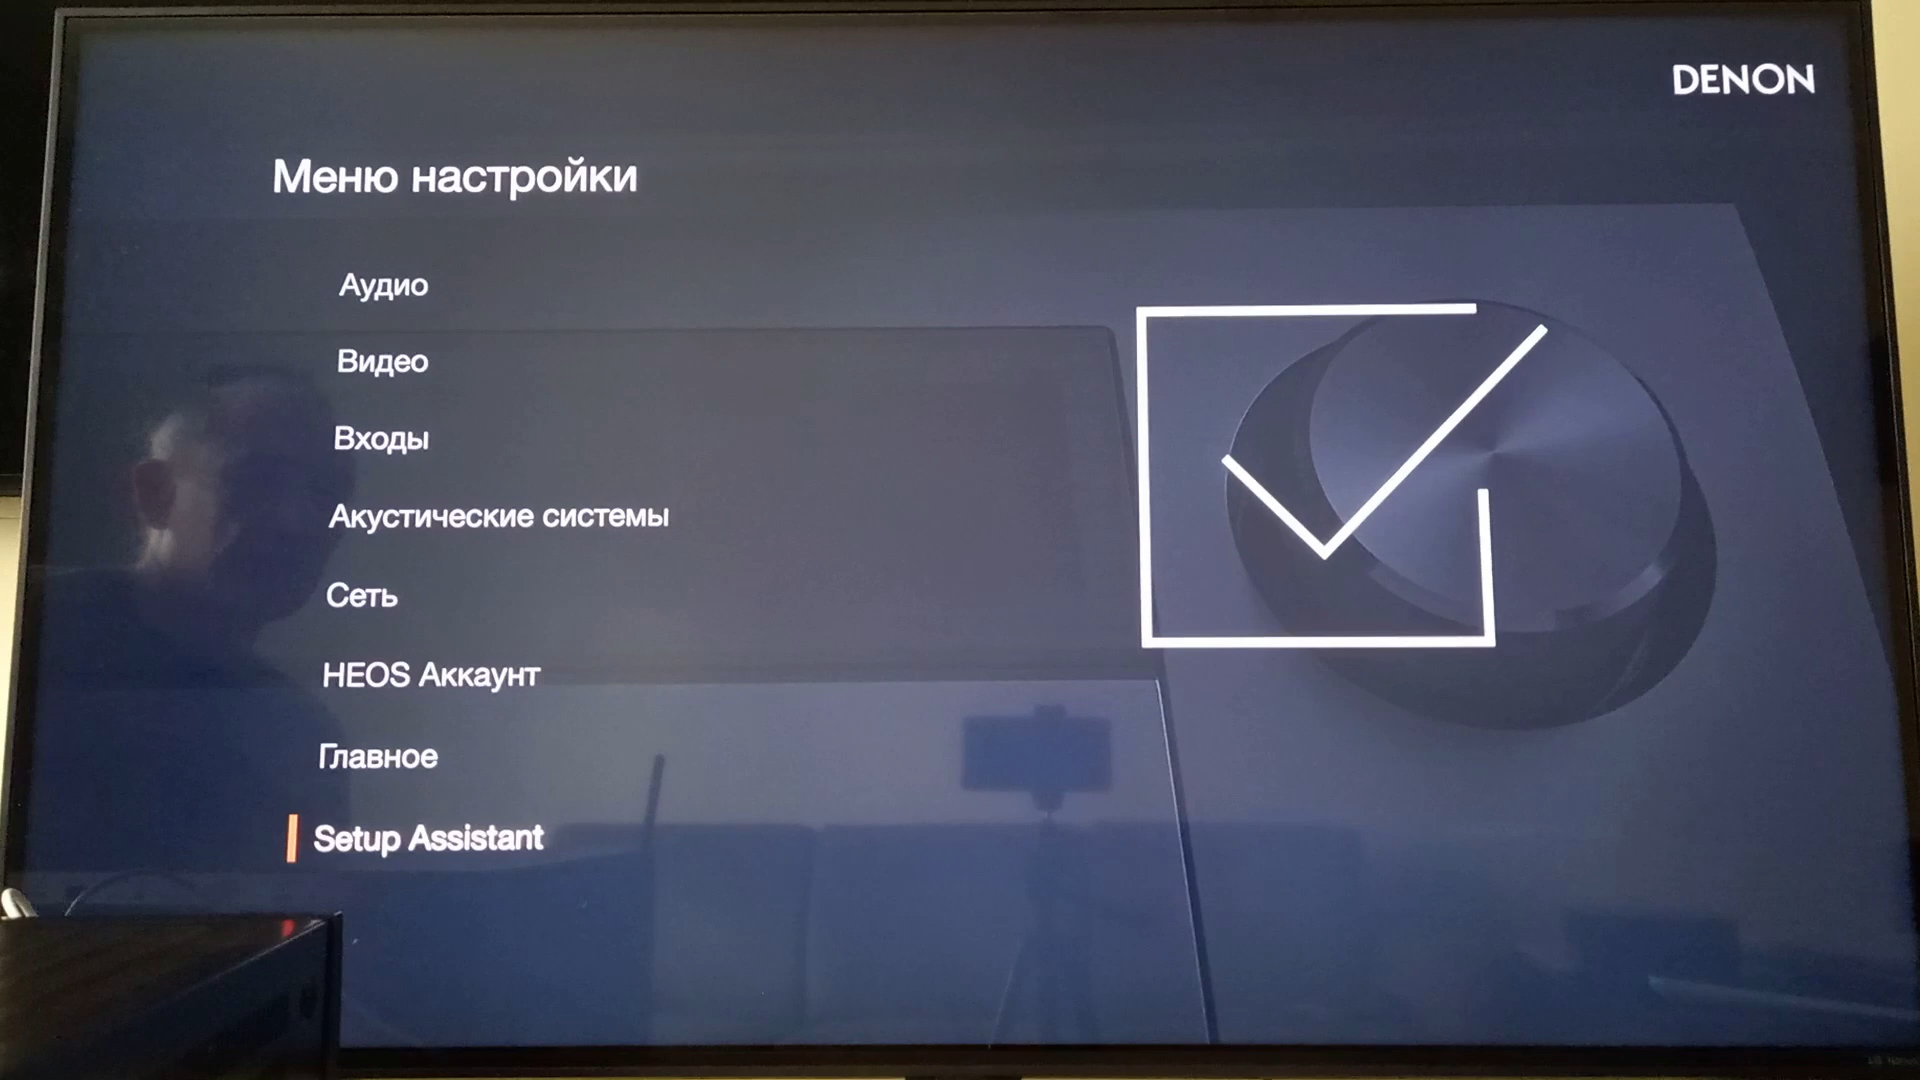 DENON
Меню настройки
Аудио
Видео
Входы
Акустические системы
Сеть
HEOS Аккаунт
Главное
Setup Assistant